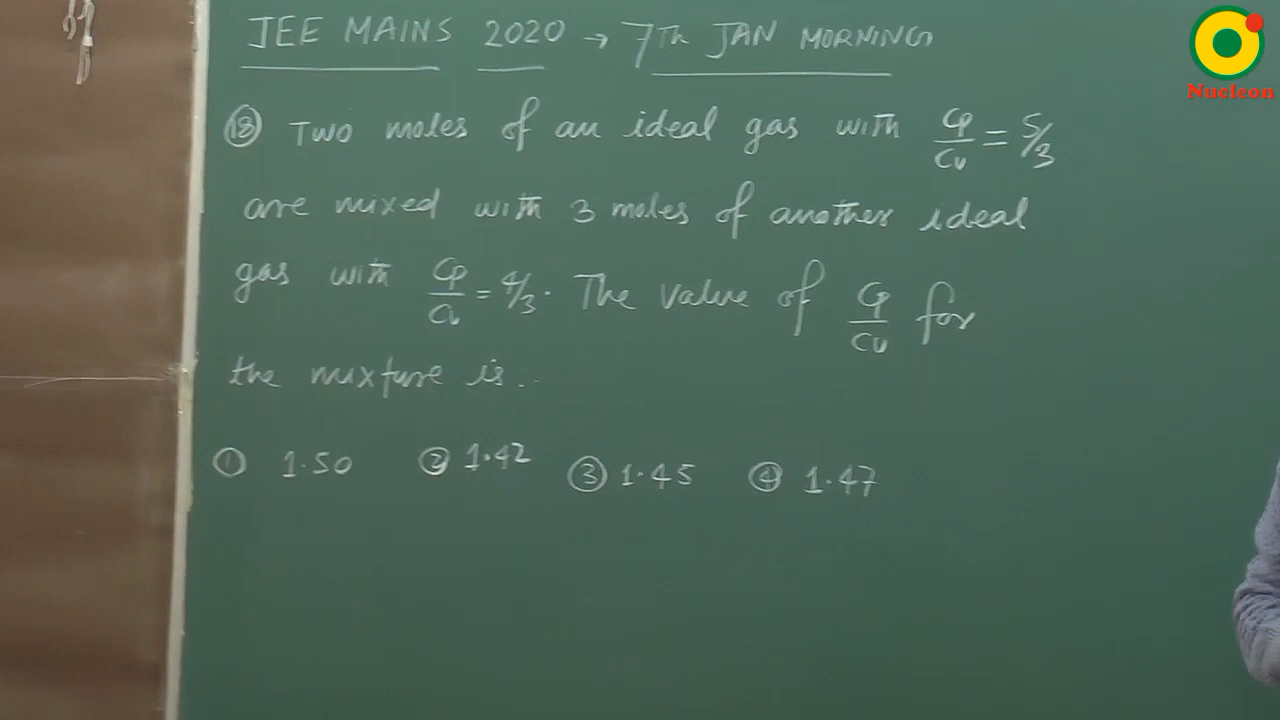 JEE MAINS 2020 → 7Th JAN MORNING
Nucleon
⑱ Two moles of an ideal gas with Cp/Cv = 5/3
are mixed with 3 moles of another ideal
gas with Cp/Cv = 4/3. The value of Cp/Cv for
the mixture is..
① 1.50 ② 1.42 ③ 1.45 ④ 1.47